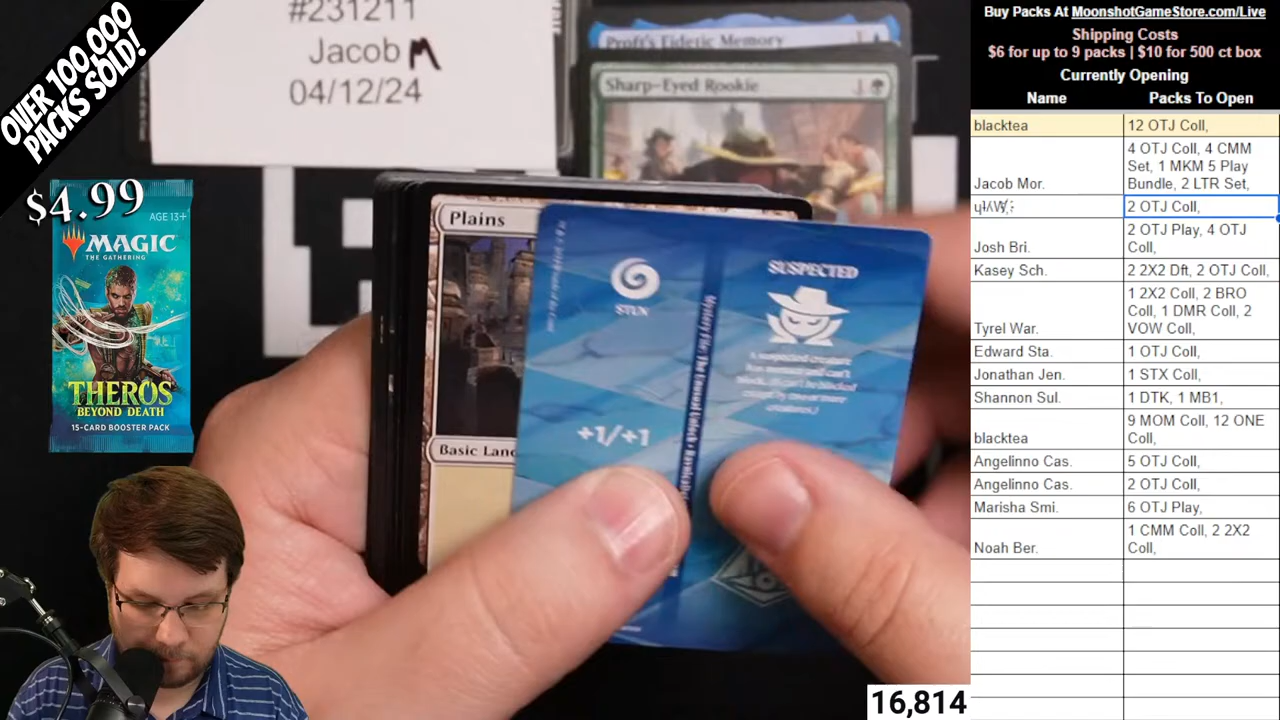 OVER 100,000
PACKS SOLD!
$4.99
AGE 13+
MAGIC
THE GATHERING
THEROS
BEYOND DEATH
15-CARD BOOSTER PACK
#231211
Jacob M
04/12/24
Proft's Eidetic Memory
Sharp-Eyed Rookie
Plains
Basic Land
STUN
+1/+1
SUSPECTED
16,814
Buy Packs At MoonshotGameStore.com/Live
Shipping Costs
$6 for up to 9 packs | $10 for 500 ct box
Currently Opening
Name Packs To Open
blacktea 12 OTJ Coll,
4 OTJ Coll, 4 CMM
Set, 1 MKM 5 Play
Jacob Mor. Bundle, 2 LTR Set,
2 OTJ Coll,
2 OTJ Play, 4 OTJ
Josh Bri. Coll,
Kasey Sch. 2 2X2 Dft, 2 OTJ Coll,
1 2X2 Coll, 2 BRO
Coll, 1 DMR Coll, 2
Tyrel War. VOW Coll,
Edward Sta. 1 OTJ Coll,
Jonathan Jen. 1 STX Coll,
Shannon Sul. 1 DTK, 1 MB1,
9 MOM Coll, 12 ONE
blacktea Coll,
Angelinno Cas. 5 OTJ Coll,
Angelinno Cas. 2 OTJ Coll,
Marisha Smi. 6 OTJ Play,
1 CMM Coll, 2 2X2
Noah Ber. Coll,